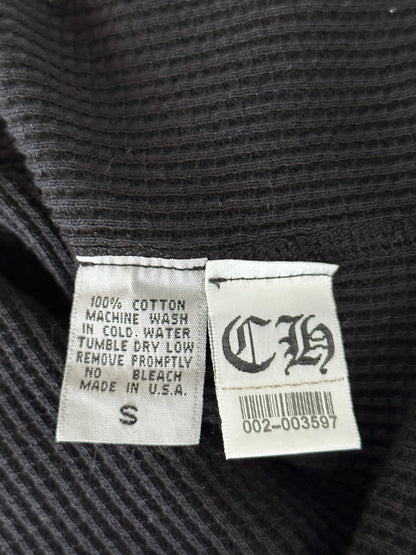 100% COTTON
MACHINE WASH
IN COLD. WATER
TUMBLE DRY LOW
REMOVE PROMPTLY
NO BLEACH
MADE IN U.S.A.
S
CH
002-003597